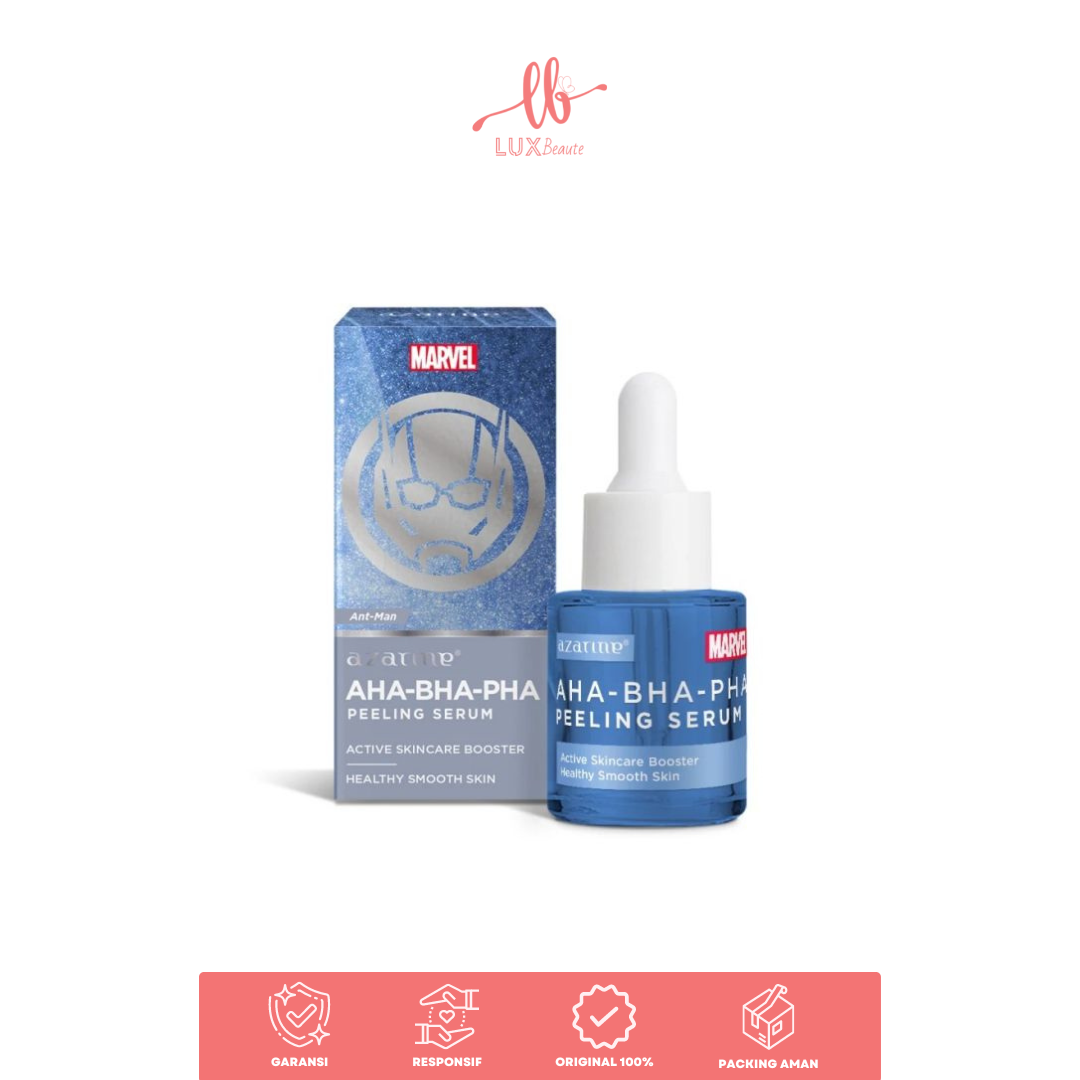 lb
LUX Beaute
azarine
MARVEL
Ant-Man
azarine®
AHA-BHA-PHA
PEELING SERUM
ACTIVE SKINCARE BOOSTER
HEALTHY SMOOTH SKIN
azarine®
MARVEL
AHA-BHA-PHA
PEELING SERUM
Active Skincare Booster
Healthy Smooth Skin
GARANSI
RESPONSIF
ORIGINAL 100%
PACKING AMAN